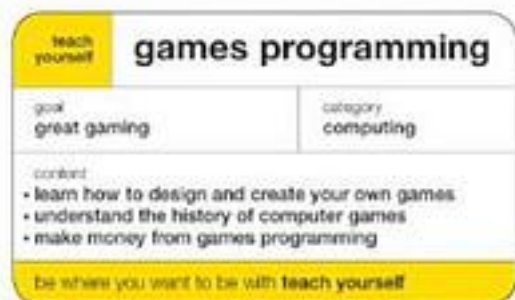 teach
yourself
games programming
goal
great gaming
category
computing
content
• learn how to design and create your own games
• understand the history of computer games
• make money from games programming
be where you want to be with teach yourself